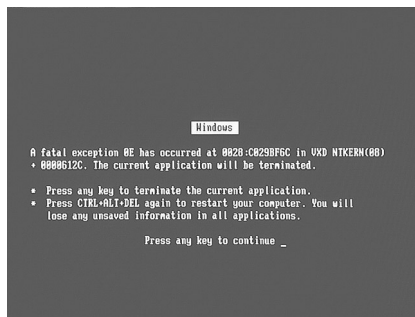 Windows
A fatal exception 0E has occurred at 0028:C029BF6C in VXD NTKERN(08)
+ 0000612C. The current application will be terminated.
* Press any key to terminate the current application.
* Press CTRL+ALT+DEL again to restart your computer. You will
lose any unsaved information in all applications.
Press any key to continue _